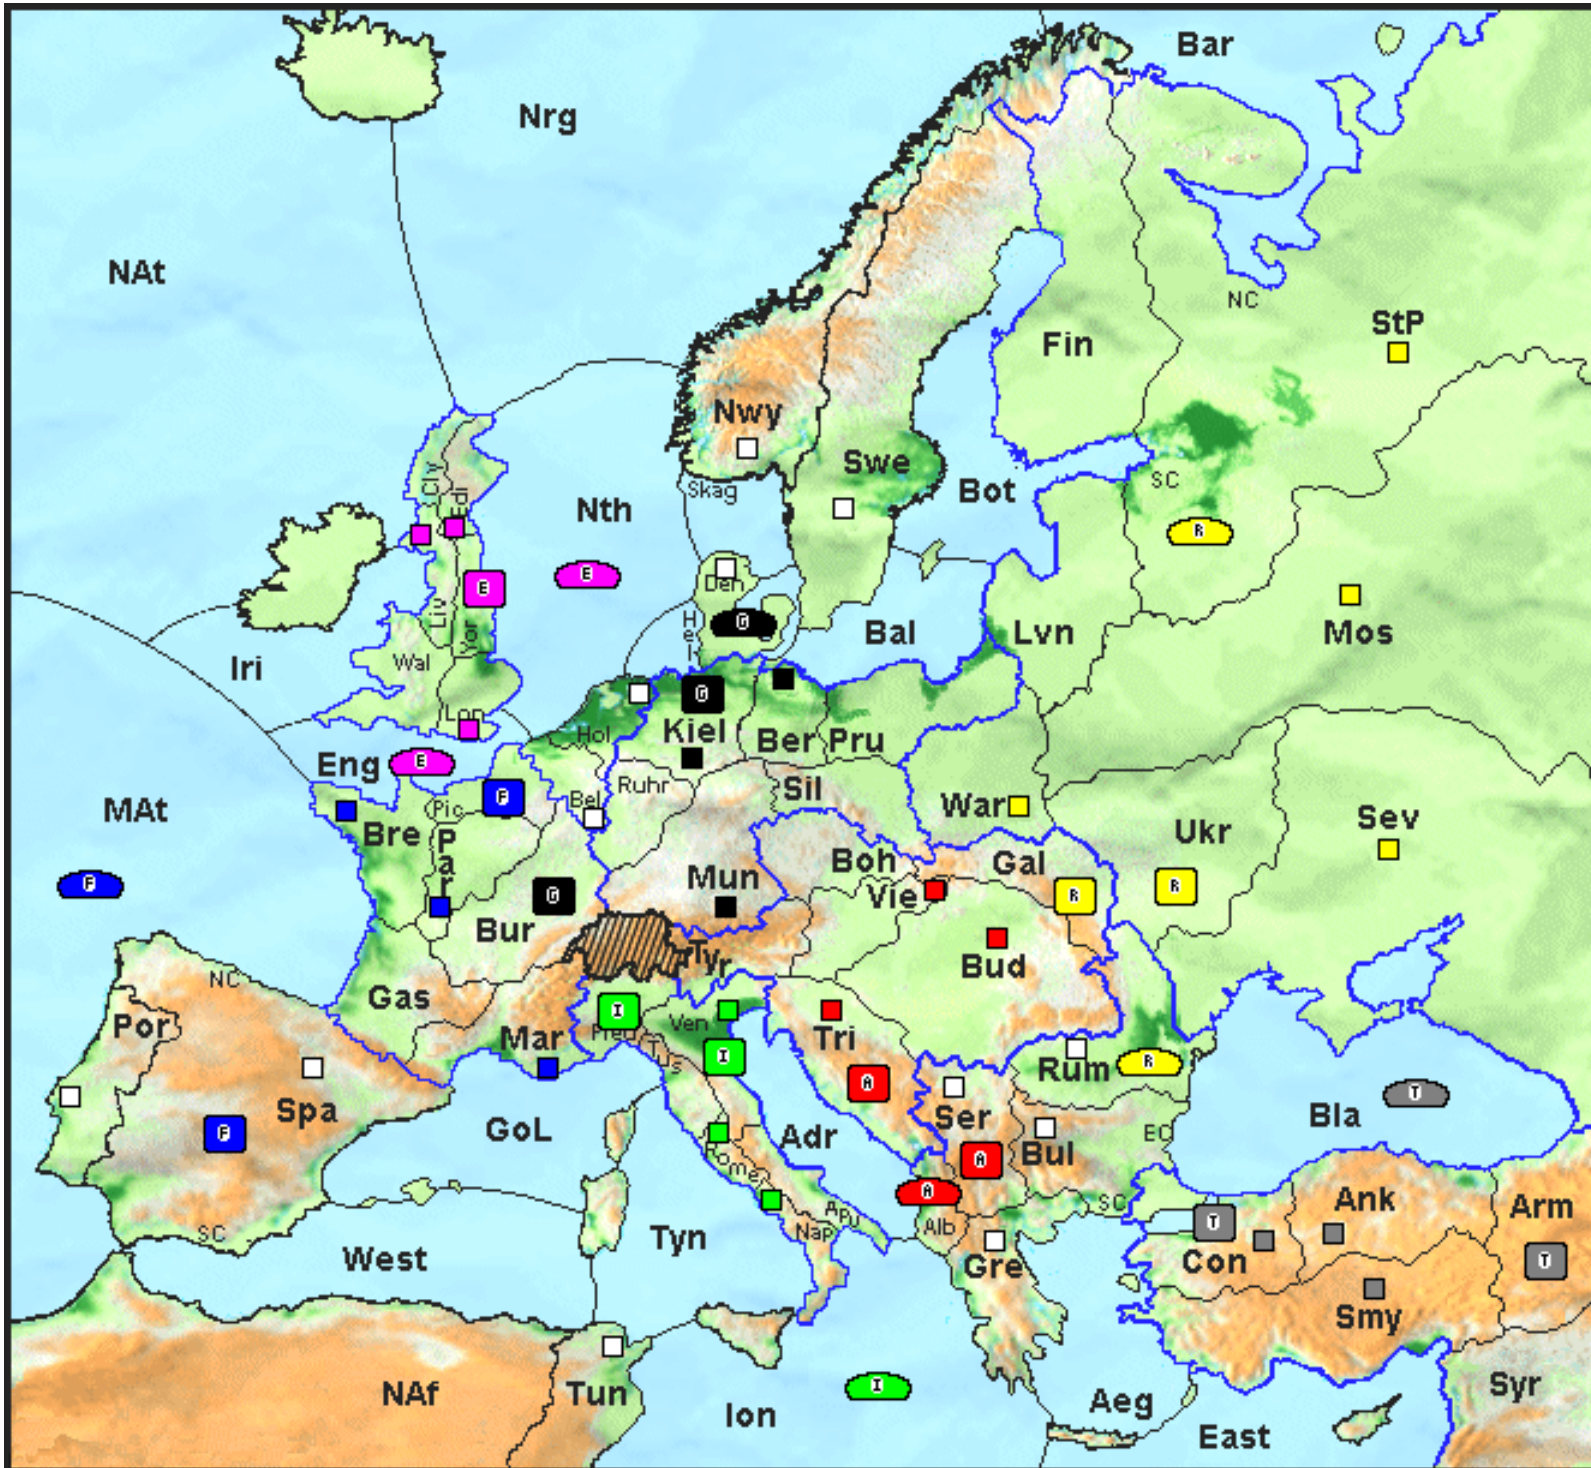 Bar
Nrg
NAt
NC
StP
Fin
Nwy
Swe
Cly
Edi
Skag
Bot
SC
Nth
R
E
E
Den
Mos
G
Hel
Liv
Yor
Bal
Lvn
Wal
Iri
G
Lon
Kiel
Hol
Ber
Pru
Eng
E
Ruhr
Sil
F
Bel
War
Pic
MAt
Bre
Par
Ukr
Sev
Boh
Gal
F
Mun
Vie
G
R
R
Bur
Tyr
Bud
NC
Gas
I
Por
Pied
Ven
Tri
Mar
Tus
I
R
Rum
A
Spa
T
Ser
Bla
F
GoL
Adr
EC
Bul
A
Rome
A
Ank
SC
Arm
Apu
T
SC
Alb
Nap
Tyn
West
Gre
Con
T
Smy
I
NAf
Tun
Syr
Aeg
Ion
East